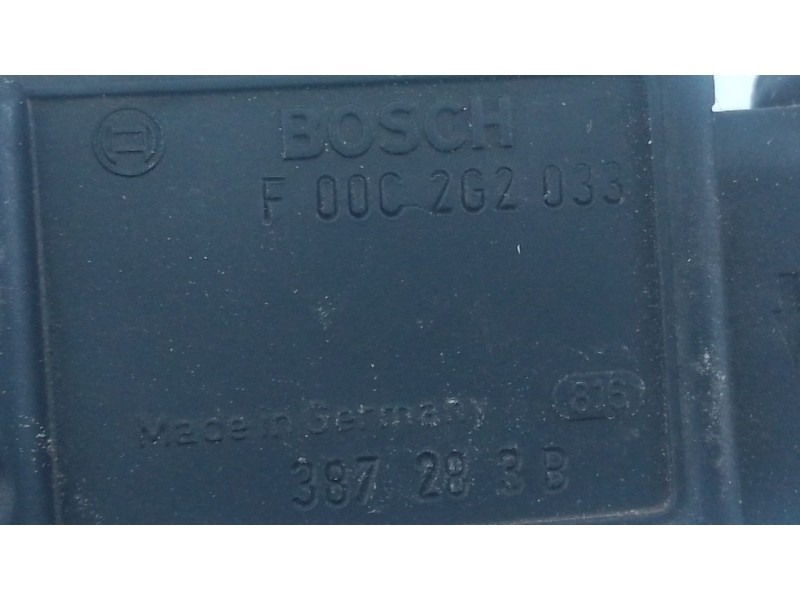 BOSCH
F 00C 2G2 033
816
Made in Germany
387 28 3 B